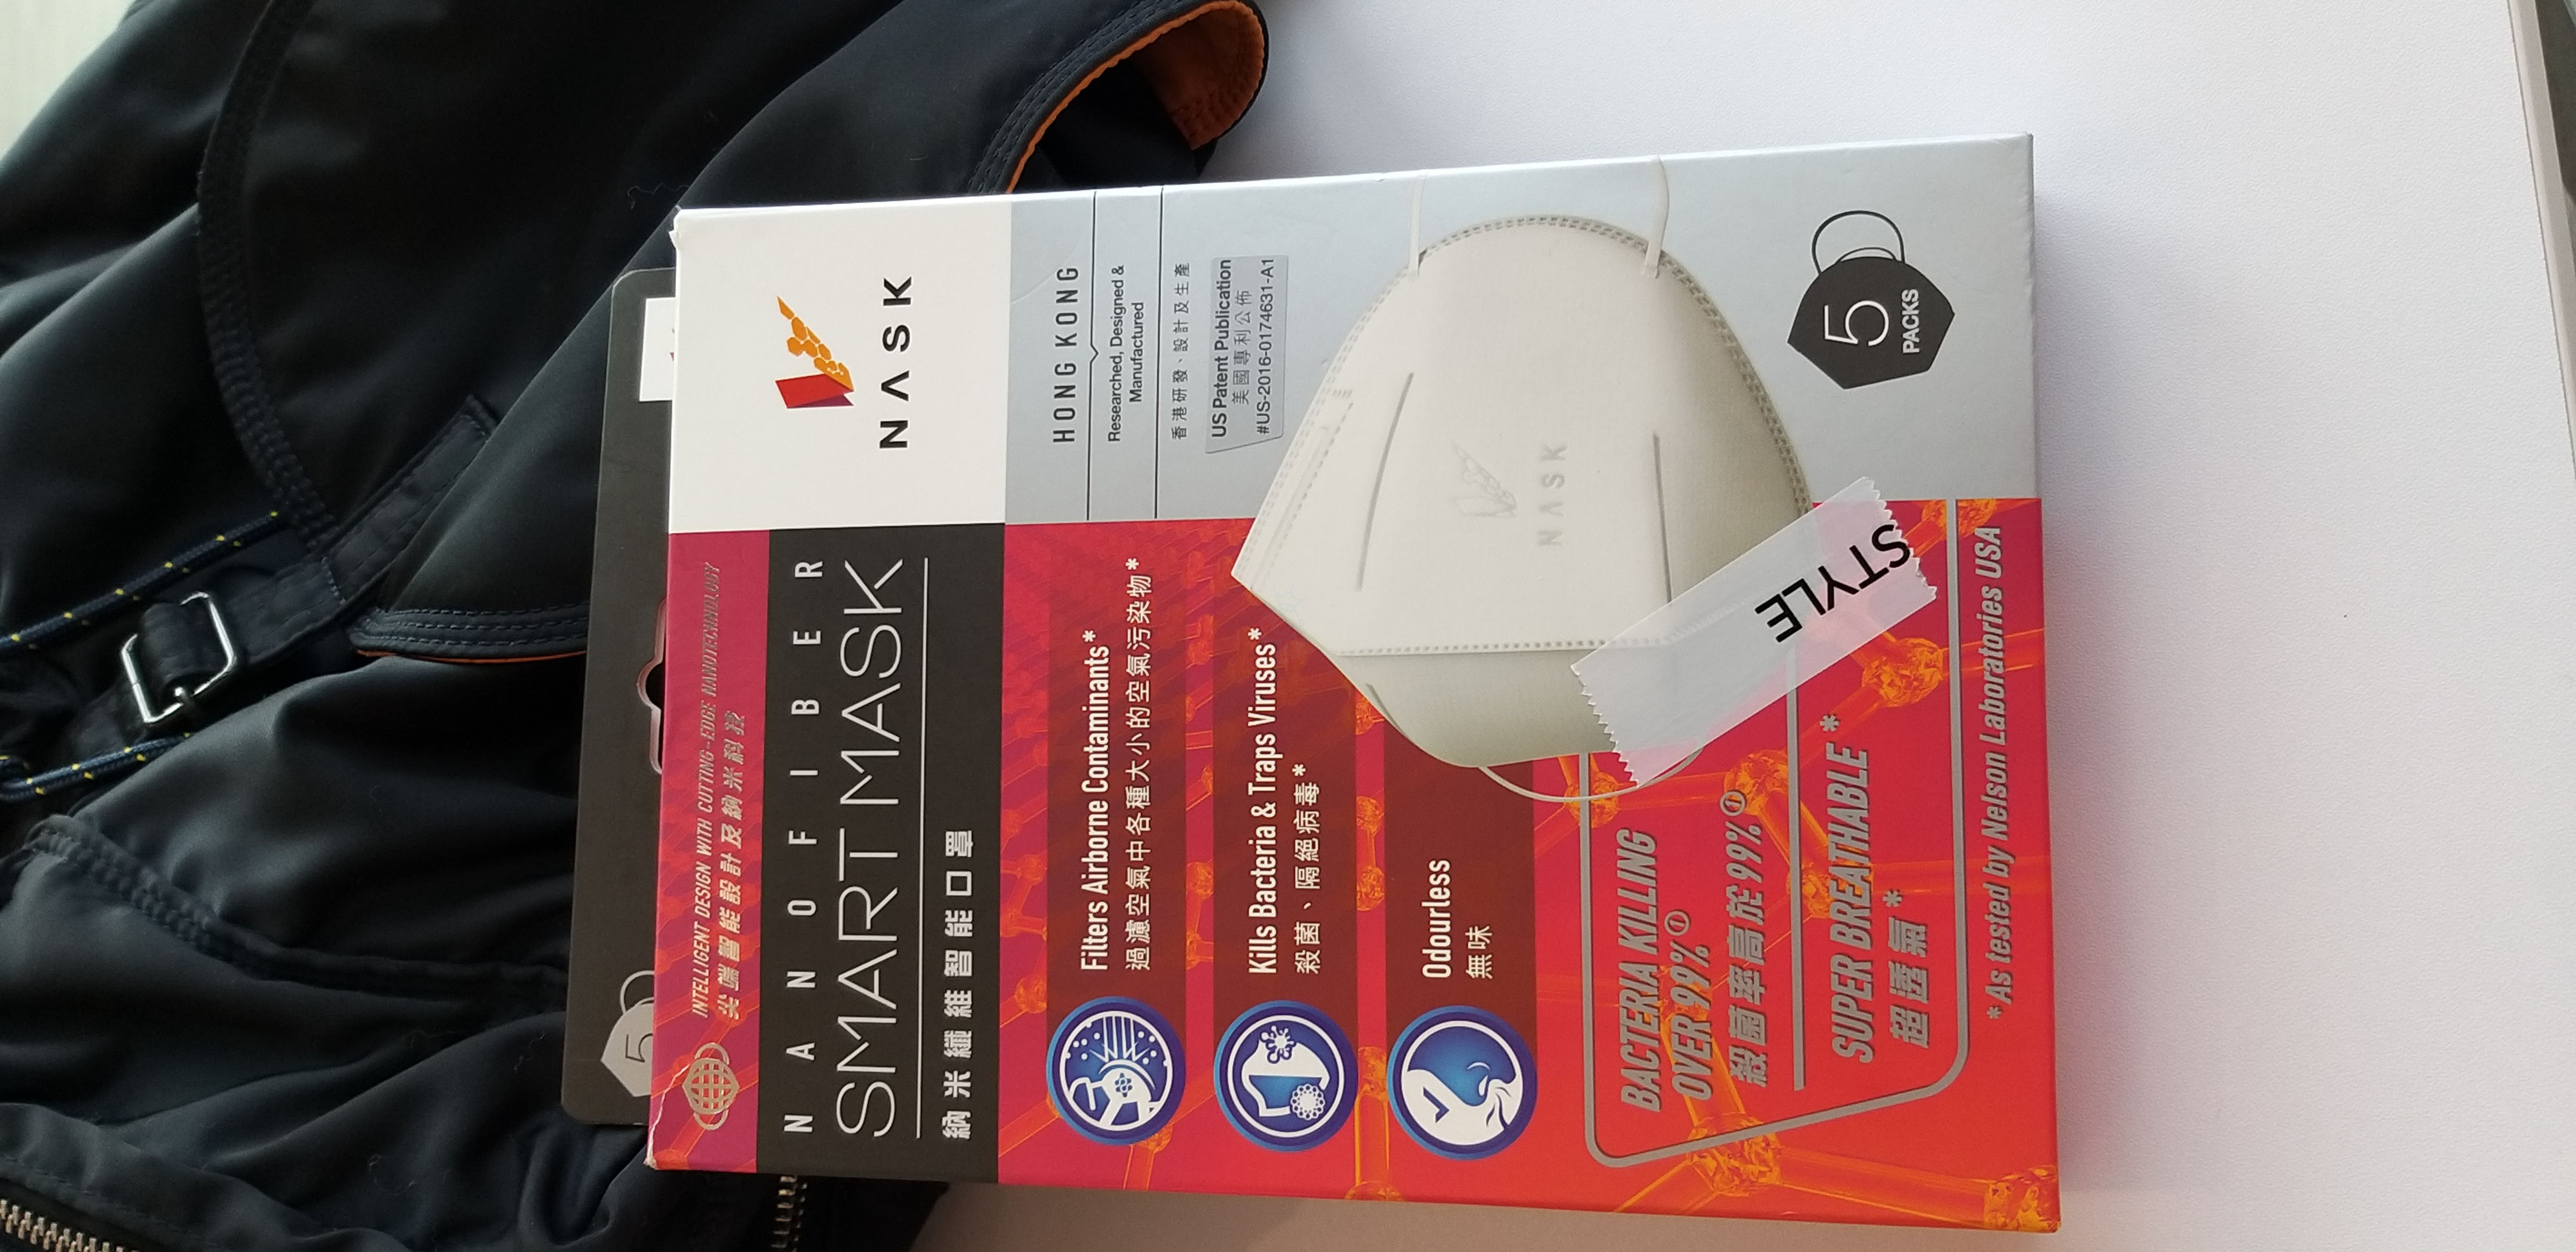 NASK
INTELLIGENT DESIGN WITH CUTTING-EDGE NANOTECHNOLOGY
尖端智能設計及納米科技
NANOFIBER
SMART MASK
納米纖維智能口罩
HONG KONG
Researched, Designed &
Manufactured
香港研發、設計及生產
US Patent Publication
美國專利公佈
#US-2016-0174631-A1
Filters Airborne Contaminants*
過濾空氣中各種大小的空氣污染物*
Kills Bacteria & Traps Viruses*
殺菌、隔絕病毒*
Odourless
無味
NASK
STYLE
BACTERIA KILLING
OVER 99%①
殺菌率高於99%①
SUPER BREATHABLE*
超透氣*
5
PACKS
*As tested by Nelson Laboratories USA
5